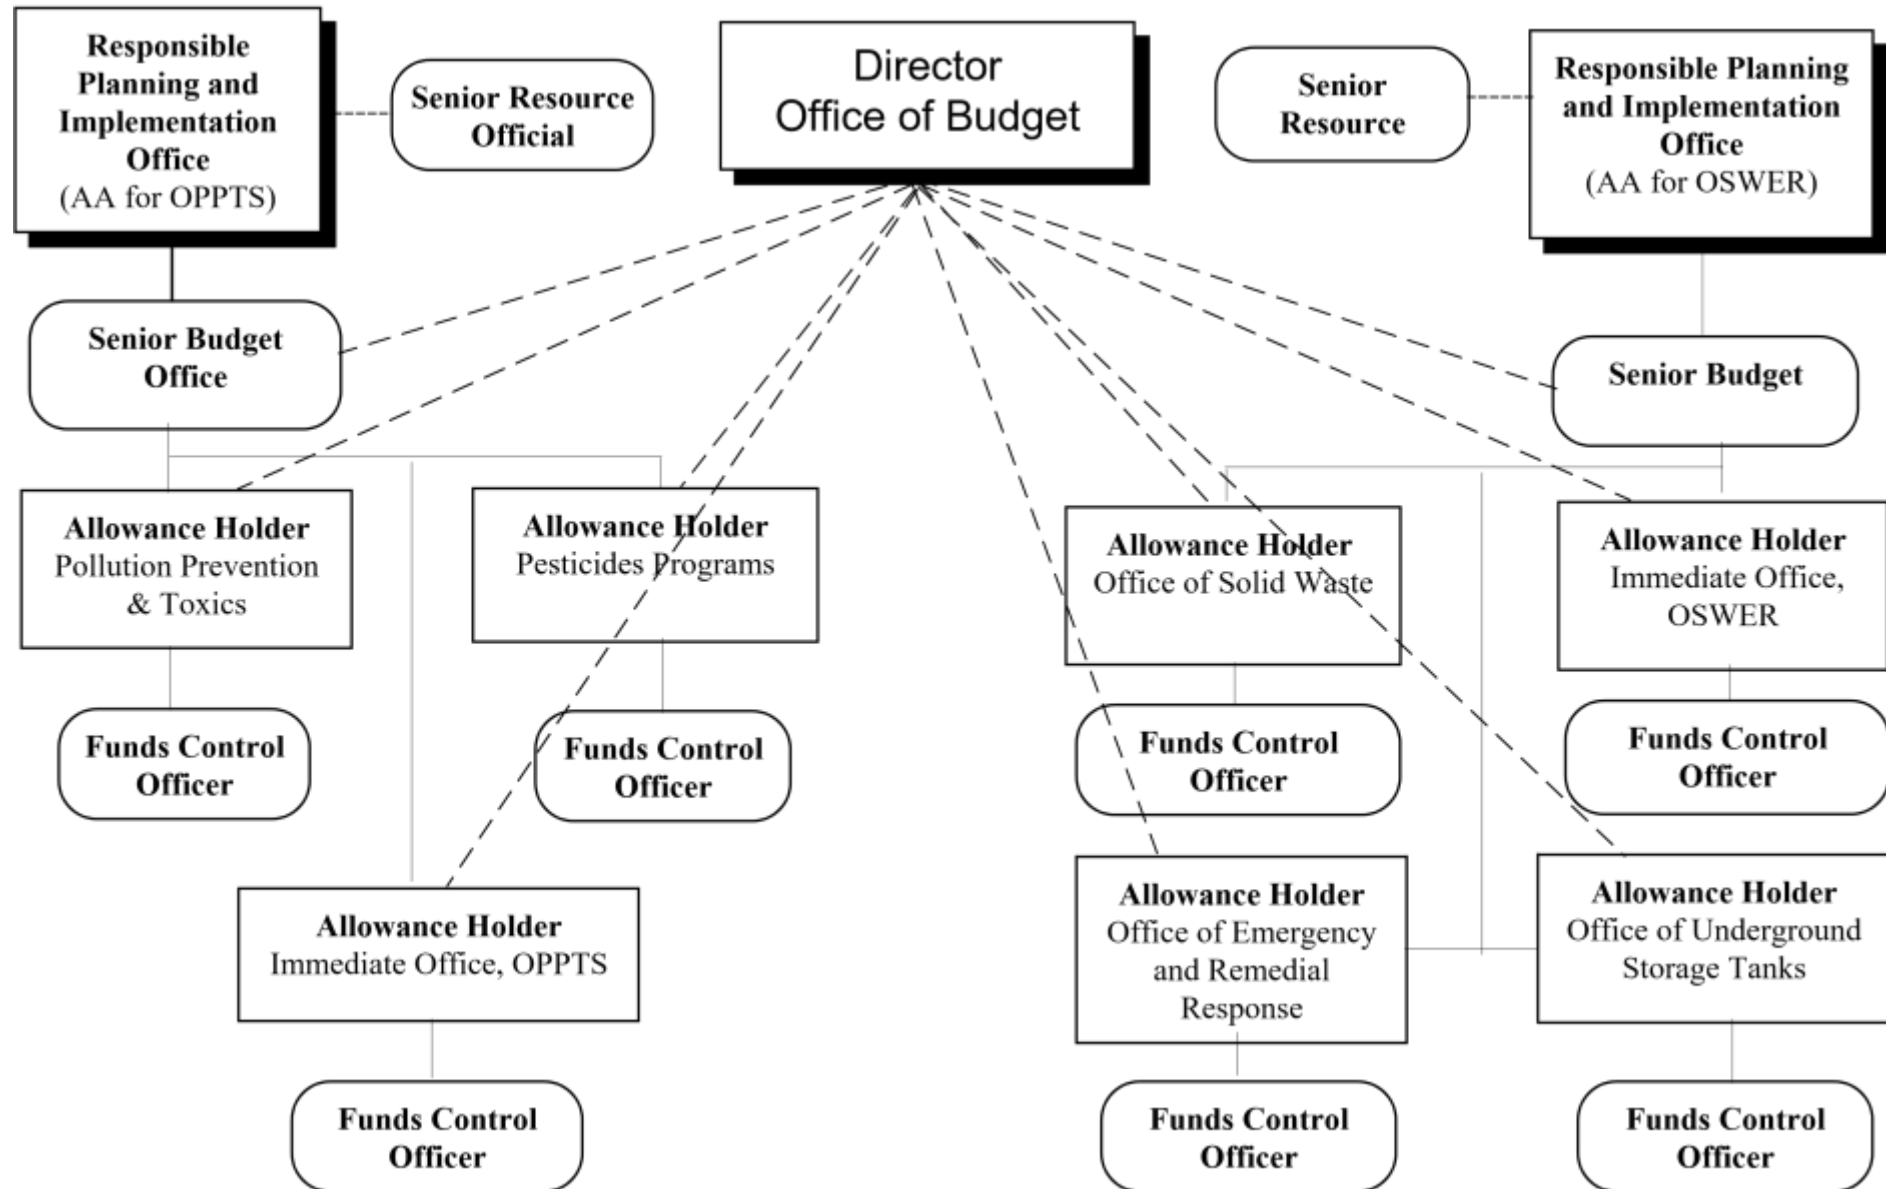 Responsible
Planning and
Implementation
Office
(AA for OPPTS)
Senior Resource
Official
Director
Office of Budget
Senior
Resource
Responsible Planning
and Implementation
Office
(AA for OSWER)
Senior Budget
Office
Senior Budget
Allowance Holder
Pollution Prevention
& Toxics
Allowance Holder
Pesticides Programs
Allowance Holder
Office of Solid Waste
Allowance Holder
Immediate Office,
OSWER
Funds Control
Officer
Funds Control
Officer
Funds Control
Officer
Funds Control
Officer
Allowance Holder
Immediate Office, OPPTS
Allowance Holder
Office of Emergency
and Remedial
Response
Allowance Holder
Office of Underground
Storage Tanks
Funds Control
Officer
Funds Control
Officer
Funds Control
Officer